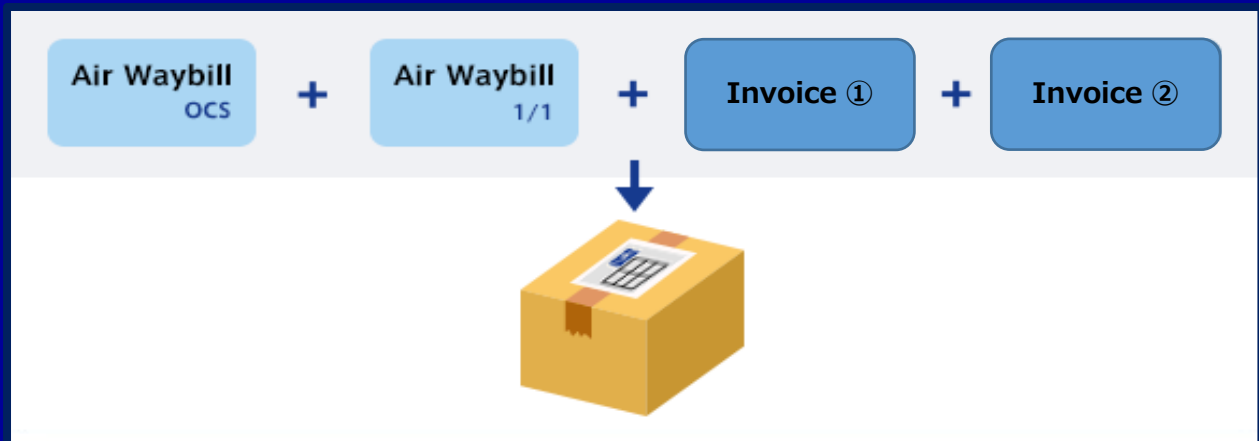 Air Waybill
OCS
+
Air Waybill
1/1
+
Invoice ①
+
Invoice ②